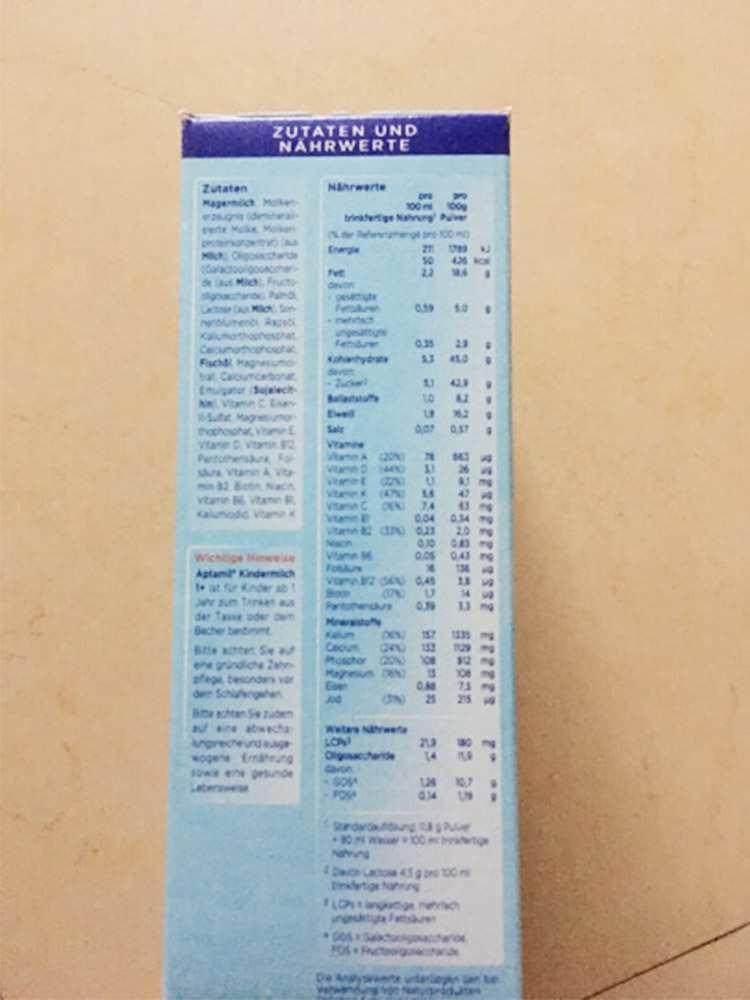 ZUTATEN UND
NÄHRWERTE
Zutaten
Magermilch, Molken-
erzeugnis (deminerali-
sierte Molke, Molken-
proteinkonzentrat) (aus
Milch), Oligosaccharide
(Galactooligosacchari-
de (aus Milch), Fructo-
oligosaccharide), Palmöl,
Lactose (aus Milch), Son-
nenblumenöl, Rapsöl,
Kaliumorthophosphat,
Calciumorthophosphat,
Fischöl, Magnesiumci-
trat, Calciumcarbonat,
Emulgator (Sojalecit-
hin), Vitamin C, Eisen-
II-Sulfat, Magnesiumor-
thophosphat, Vitamin E,
Vitamin D, Vitamin B12,
Pantothensäure, Fol-
säure, Vitamin A, Vita-
min B2, Biotin, Niacin,
Vitamin B6, Vitamin B1,
Kaliumiodid, Vitamin K
Wichtige Hinweise
Aptamil® Kindermilch
1+ ist für Kinder ab 1
Jahr zum Trinken aus
der Tasse oder dem
Becher bestimmt.
Bitte achten Sie auf
eine gründliche Zahn-
pflege, besonders vor
dem Schlafengehen.
Bitte achten Sie zudem
auf eine abwechs-
lungsreiche und ausge-
wogene Ernährung
sowie eine gesunde
Lebensweise.
Nährwerte
pro pro
100 ml 100g
trinkfertige Nahrung¹ Pulver
(% der Referenzmenge pro 100 ml)
Energie 211 1789 kJ
50 426 kcal
Fett 2,2 18,6 g
davon:
- gesättigte
Fettsäuren 0,59 5,0 g
- mehrfach
ungesättigte
Fettsäuren 0,35 2,9 g
Kohlenhydrate 5,3 45,0 g
davon:
- Zucker² 5,1 42,9 g
Ballaststoffe 1,0 8,2 g
Eiweiß 1,9 16,2 g
Salz 0,07 0,57 g
Vitamine
Vitamin A (20%) 78 663 µg
Vitamin D (44%) 3,1 26 µg
Vitamin E (22%) 1,1 9,1 mg
Vitamin K (47%) 5,6 47 µg
Vitamin C (16%) 7,4 63 mg
Vitamin B1 0,04 0,34 mg
Vitamin B2 (33%) 0,23 2,0 mg
Niacin 0,10 0,83 mg
Vitamin B6 0,05 0,43 mg
Folsäure 16 136 µg
Vitamin B12 (56%) 0,45 3,8 µg
Biotin (17%) 1,7 14 µg
Pantothensäure 0,39 3,3 mg
Mineralstoffe
Kalium (16%) 157 1335 mg
Calcium (24%) 133 1129 mg
Phosphor (20%) 108 912 mg
Magnesium (16%) 13 108 mg
Eisen 0,88 7,5 mg
Jod (31%) 25 215 µg
Weitere Nährwerte
LCPs³ 21,3 180 mg
Oligosaccharide 1,4 11,9 g
davon:
- GOS⁴ 1,26 10,7 g
- FOS⁴ 0,14 1,19 g
¹ Standardauflösung: 11,8 g Pulver
+ 90 ml Wasser = 100 ml trinkfertige
Nahrung
² Davon Lactose 4,5 g pro 100 ml
trinkfertige Nahrung
³ LCPs = langkettige, mehrfach
ungesättigte Fettsäuren
⁴ GOS = Galactooligosaccharide,
FOS = Fructooligosaccharide
Die Analysewerte unterliegen den bei
Verwendung von Naturprodukten